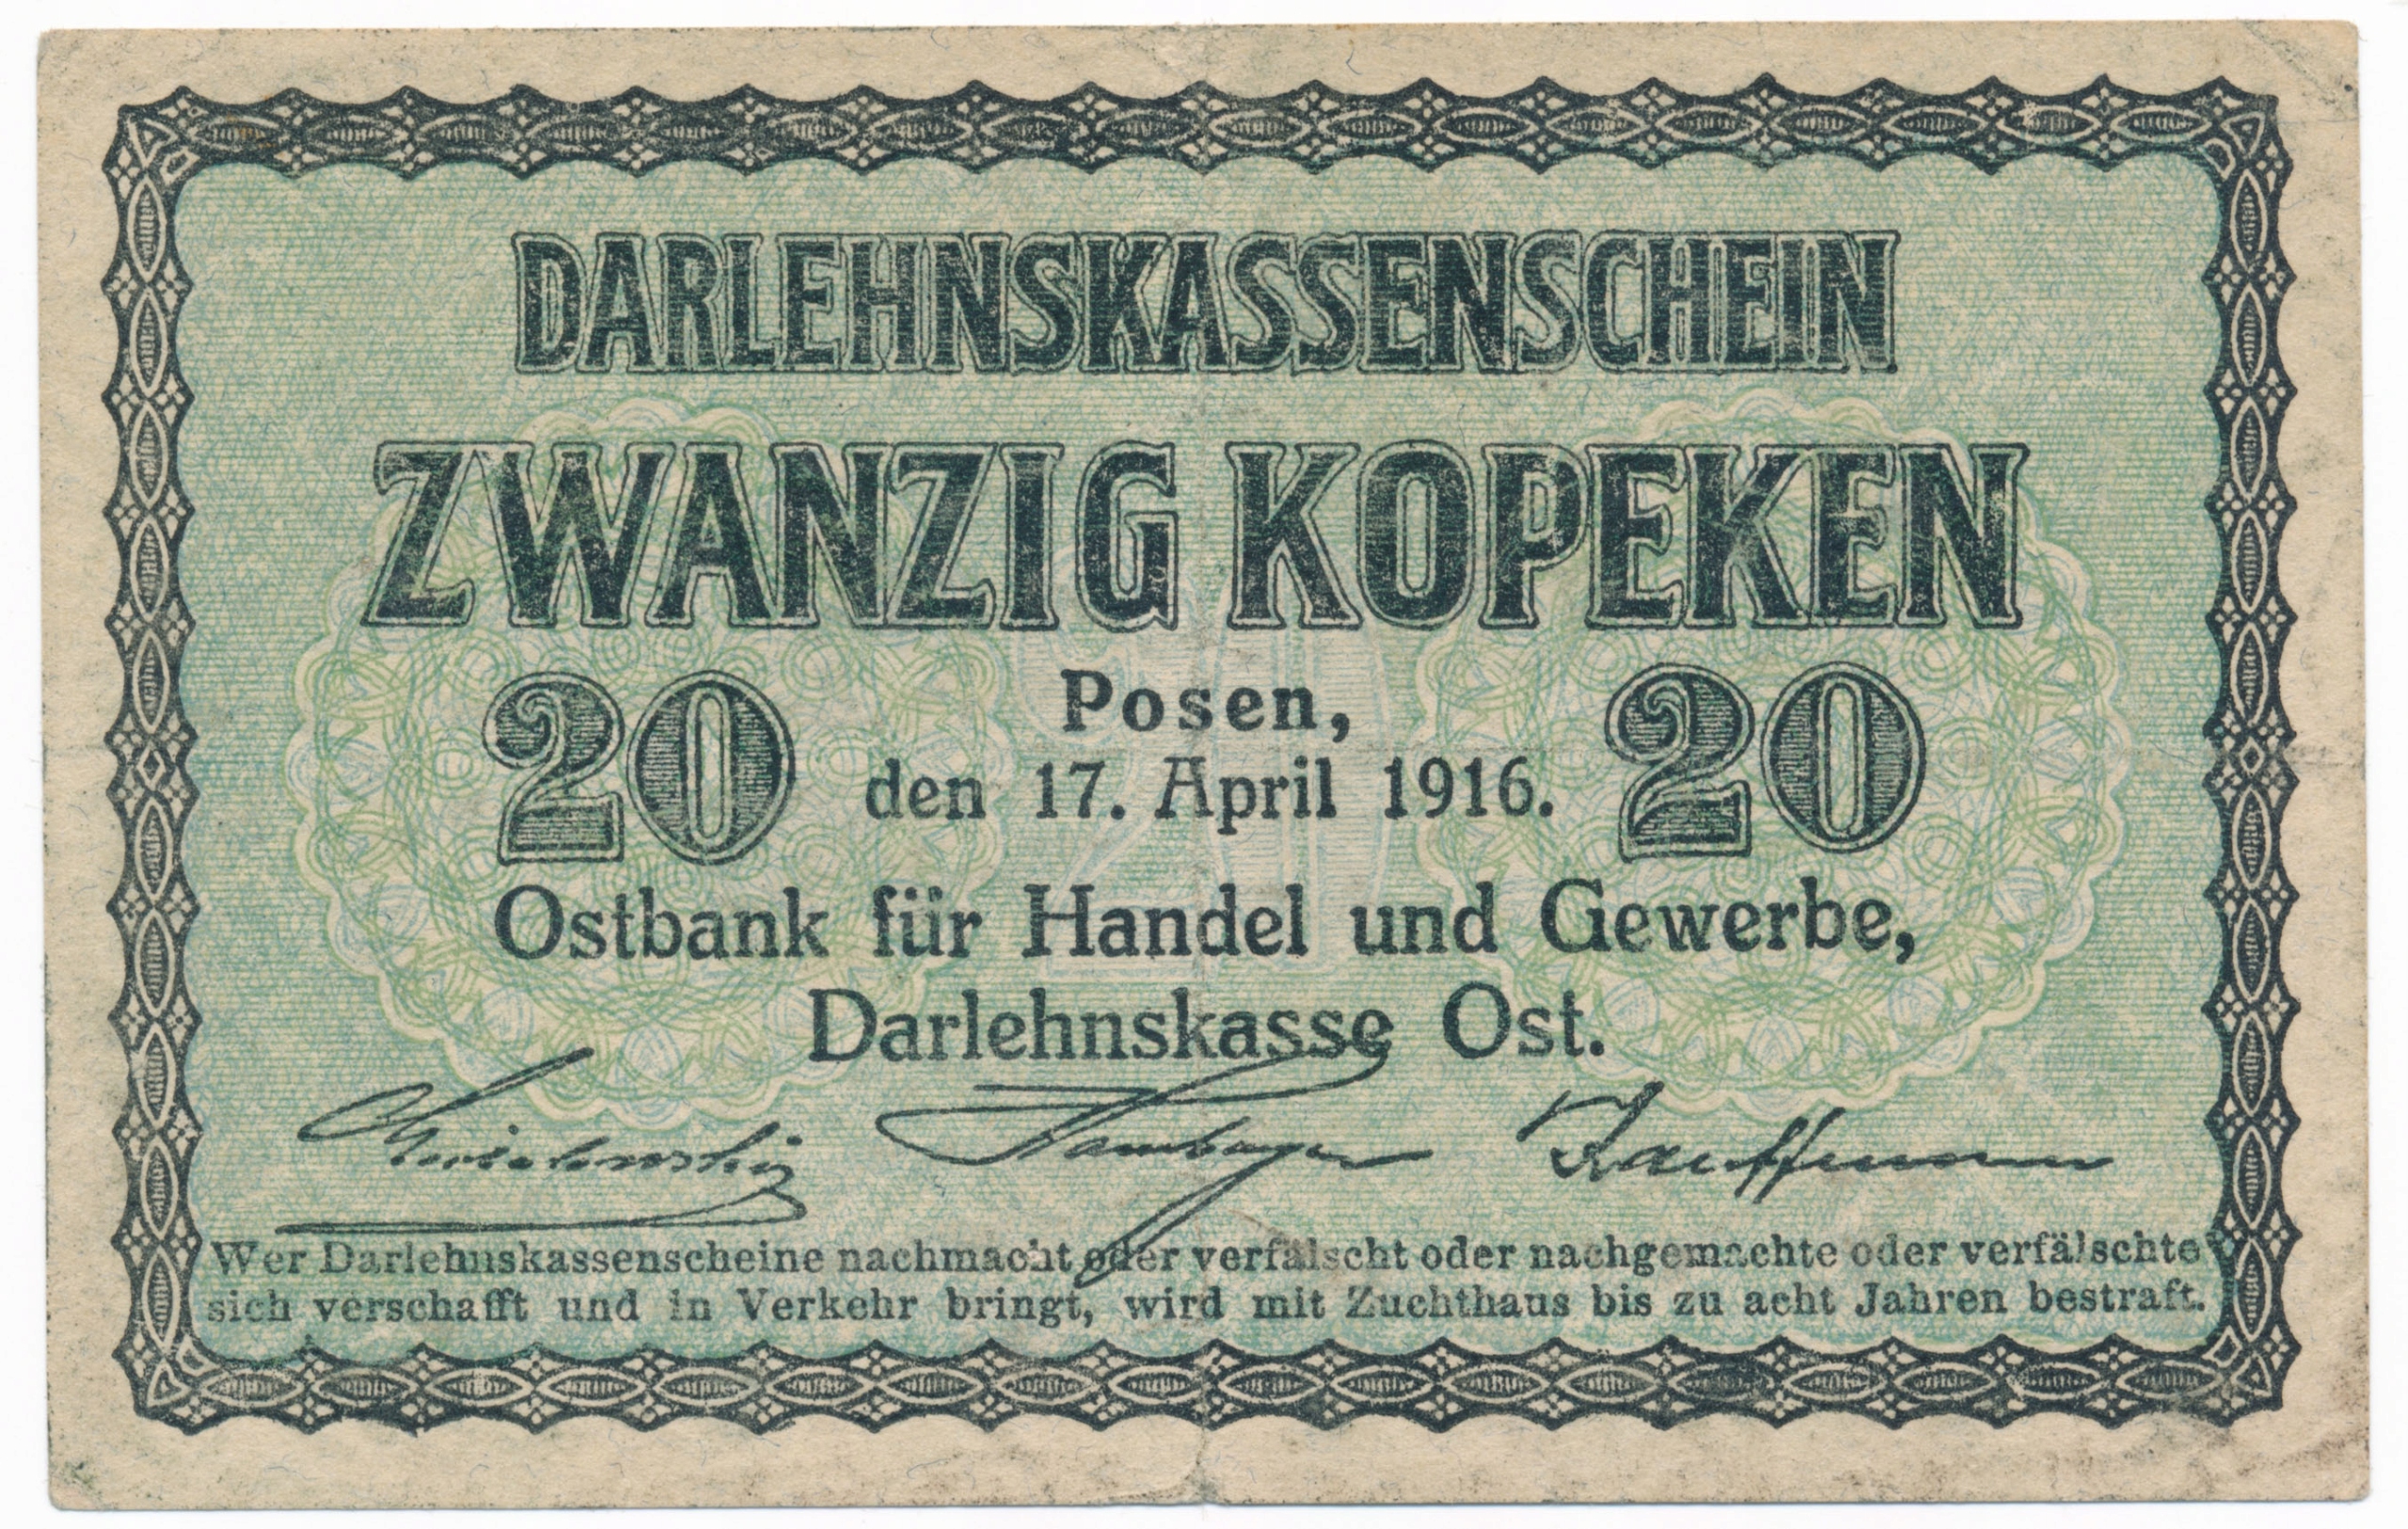 DARLEHNSKASSENSCHEIN
ZWANZIG KOPEKEN
20 Posen, 20
den 17. April 1916.
Ostbank für Handel und Gewerbe,
Darlehnskasse Ost.
Kauffmann
Wer Darlehnskassenscheine nachmacht oder verfälscht oder nachgemachte oder verfälschte
sich verschafft und in Verkehr bringt, wird mit Zuchthaus bis zu acht Jahren bestraft.